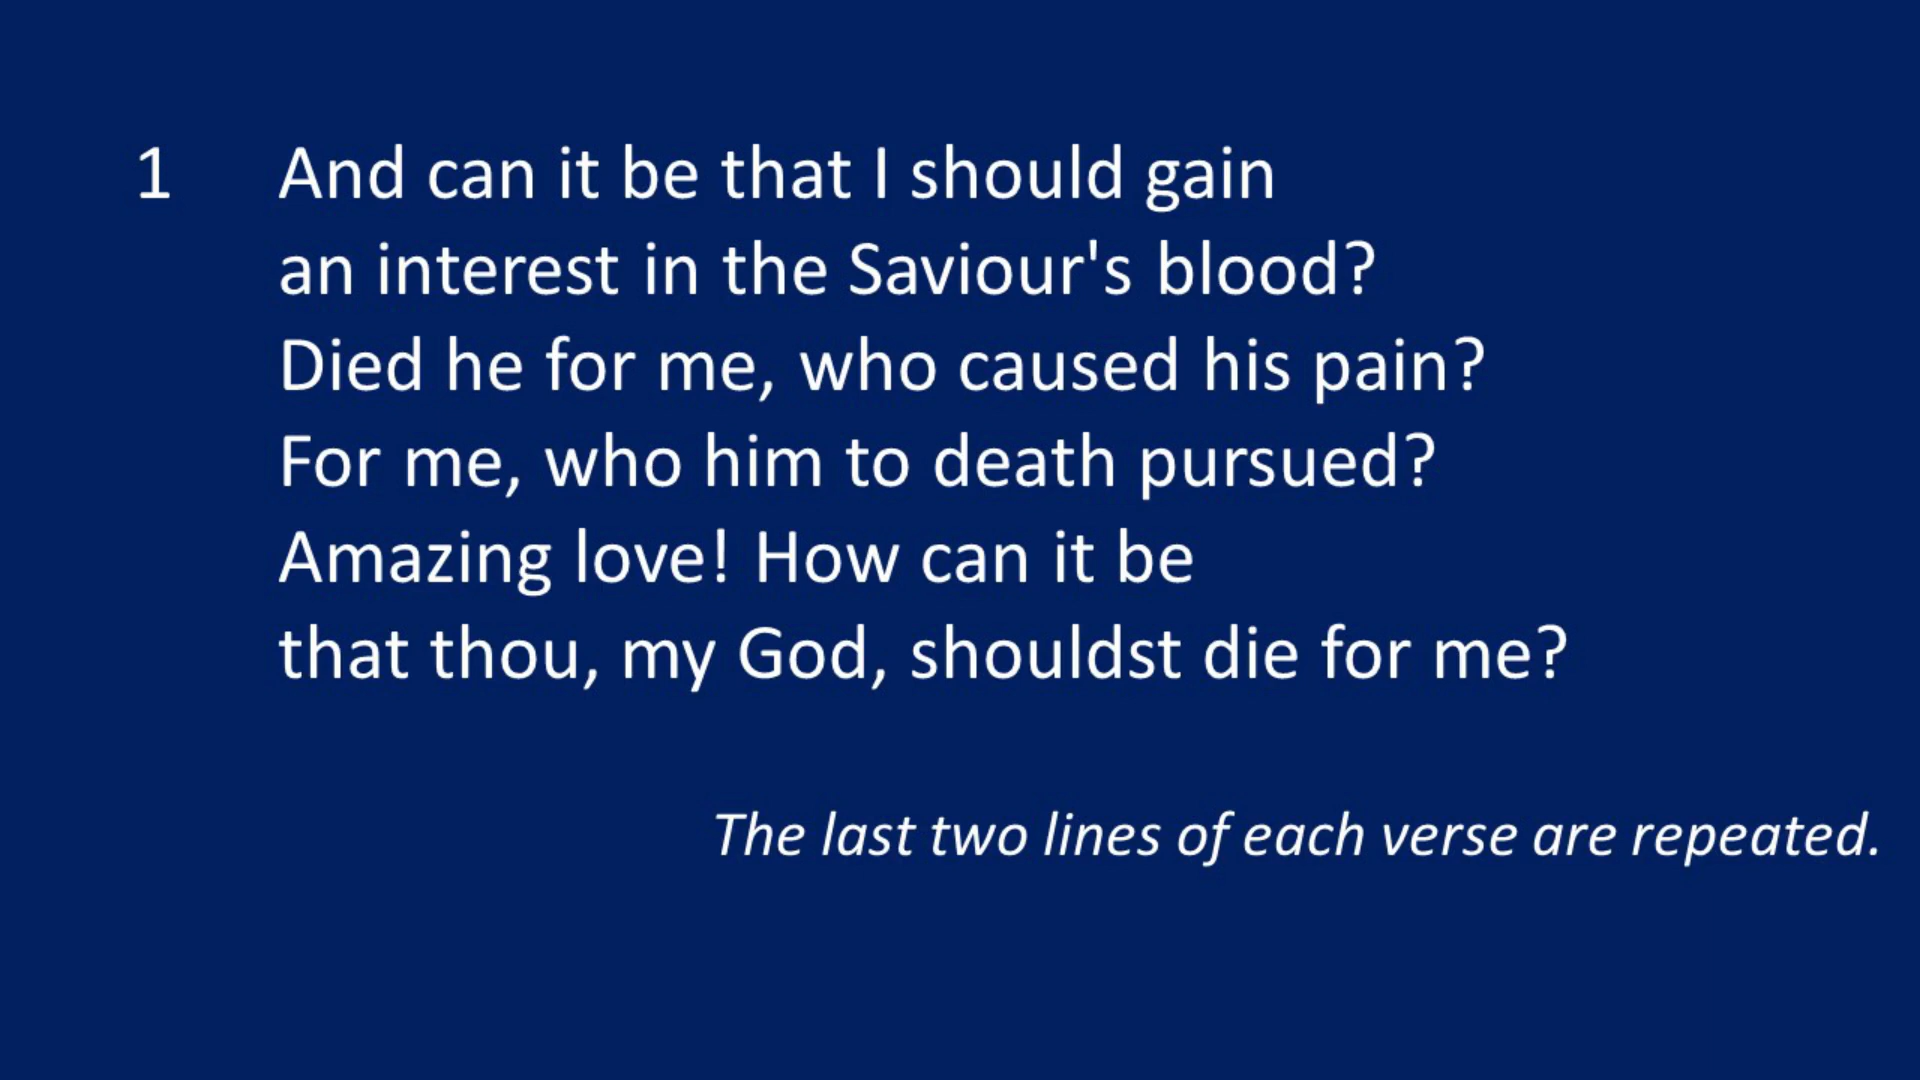 1 And can it be that I should gain
an interest in the Saviour's blood?
Died he for me, who caused his pain?
For me, who him to death pursued?
Amazing love! How can it be
that thou, my God, shouldst die for me?
The last two lines of each verse are repeated.